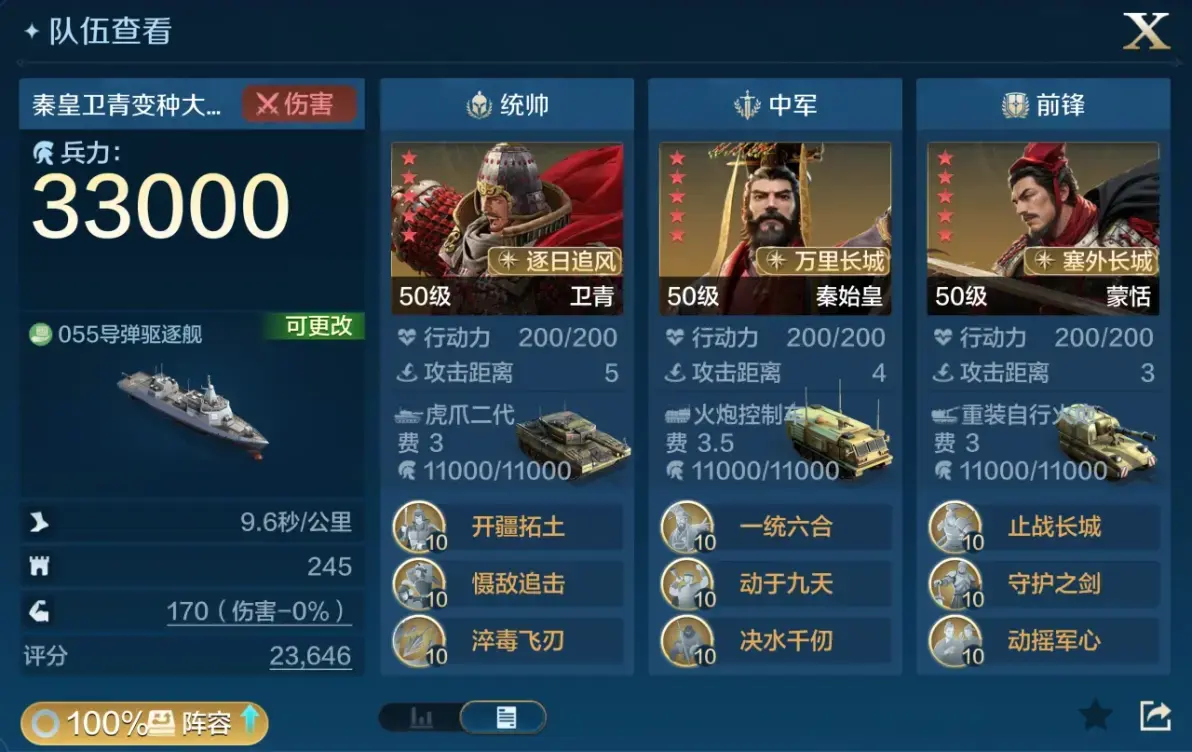 队伍查看
X
秦皇卫青变种大...
伤害
兵力：
33000
055导弹驱逐舰
可更改
9.6秒/公里
245
170（伤害-0%）
评分
23,646
100%
阵容
统帅
逐日追风
50级
卫青
行动力 200/200
攻击距离 5
虎爪二代
费 3
11000/11000
10 开疆拓土
10 慑敌追击
10 淬毒飞刃
中军
万里长城
50级
秦始皇
行动力 200/200
攻击距离 4
火炮控制车
费 3.5
11000/11000
10 一统六合
10 动于九天
10 决水千仞
前锋
塞外长城
50级
蒙恬
行动力 200/200
攻击距离 3
重装自行火炮
费 3
11000/11000
10 止战长城
10 守护之剑
10 动摇军心